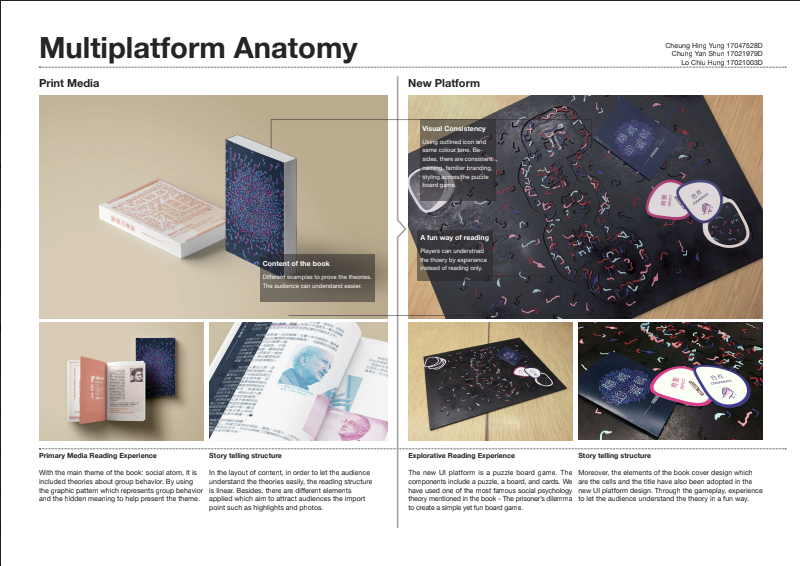 Multiplatform Anatomy
Cheung Hing Yung 17047528D
Chung Yan Shun 17021979D
Lo Chiu Hung 17021003D
Print Media
Content of the book
Different examples to prove the theories.
The audience can understand easier.
Primary Media Reading Experience
With the main theme of the book: social atom, It is
included theories about group behavior. By using
the graphic pattern which represents group behavior
and the hidden meaning to help present the theme.
Story telling structure
In the layout of content, in order to let the audience
understand the theories easily, the reading structure
is linear. Besides, there are different elements
applied which aim to attract audiences the import
point such as highlights and photos.
New Platform
Visual Consistency
Using outlined icon and
same colour tone. Be-
sides, there are consistent
naming, familiar branding,
styling across the puzzle
board game.
A fun way of reading
Players can understnad
the thoery by experience
instead of reading only.
合作
Explorative Reading Experience
The new UI platform is a puzzle board game. The
components include a puzzle, a board, and cards. We
have used one of the most famous social psychology
theory mentioned in the book - The prisoner's dilemma
to create a simple yet fun board game.
Story telling structure
Moreover, the elements of the book cover design which
are the cells and the title have also been adopted in the
new UI platform design. Through the gameplay, experience
to let the audience understand the theory in a fun way.